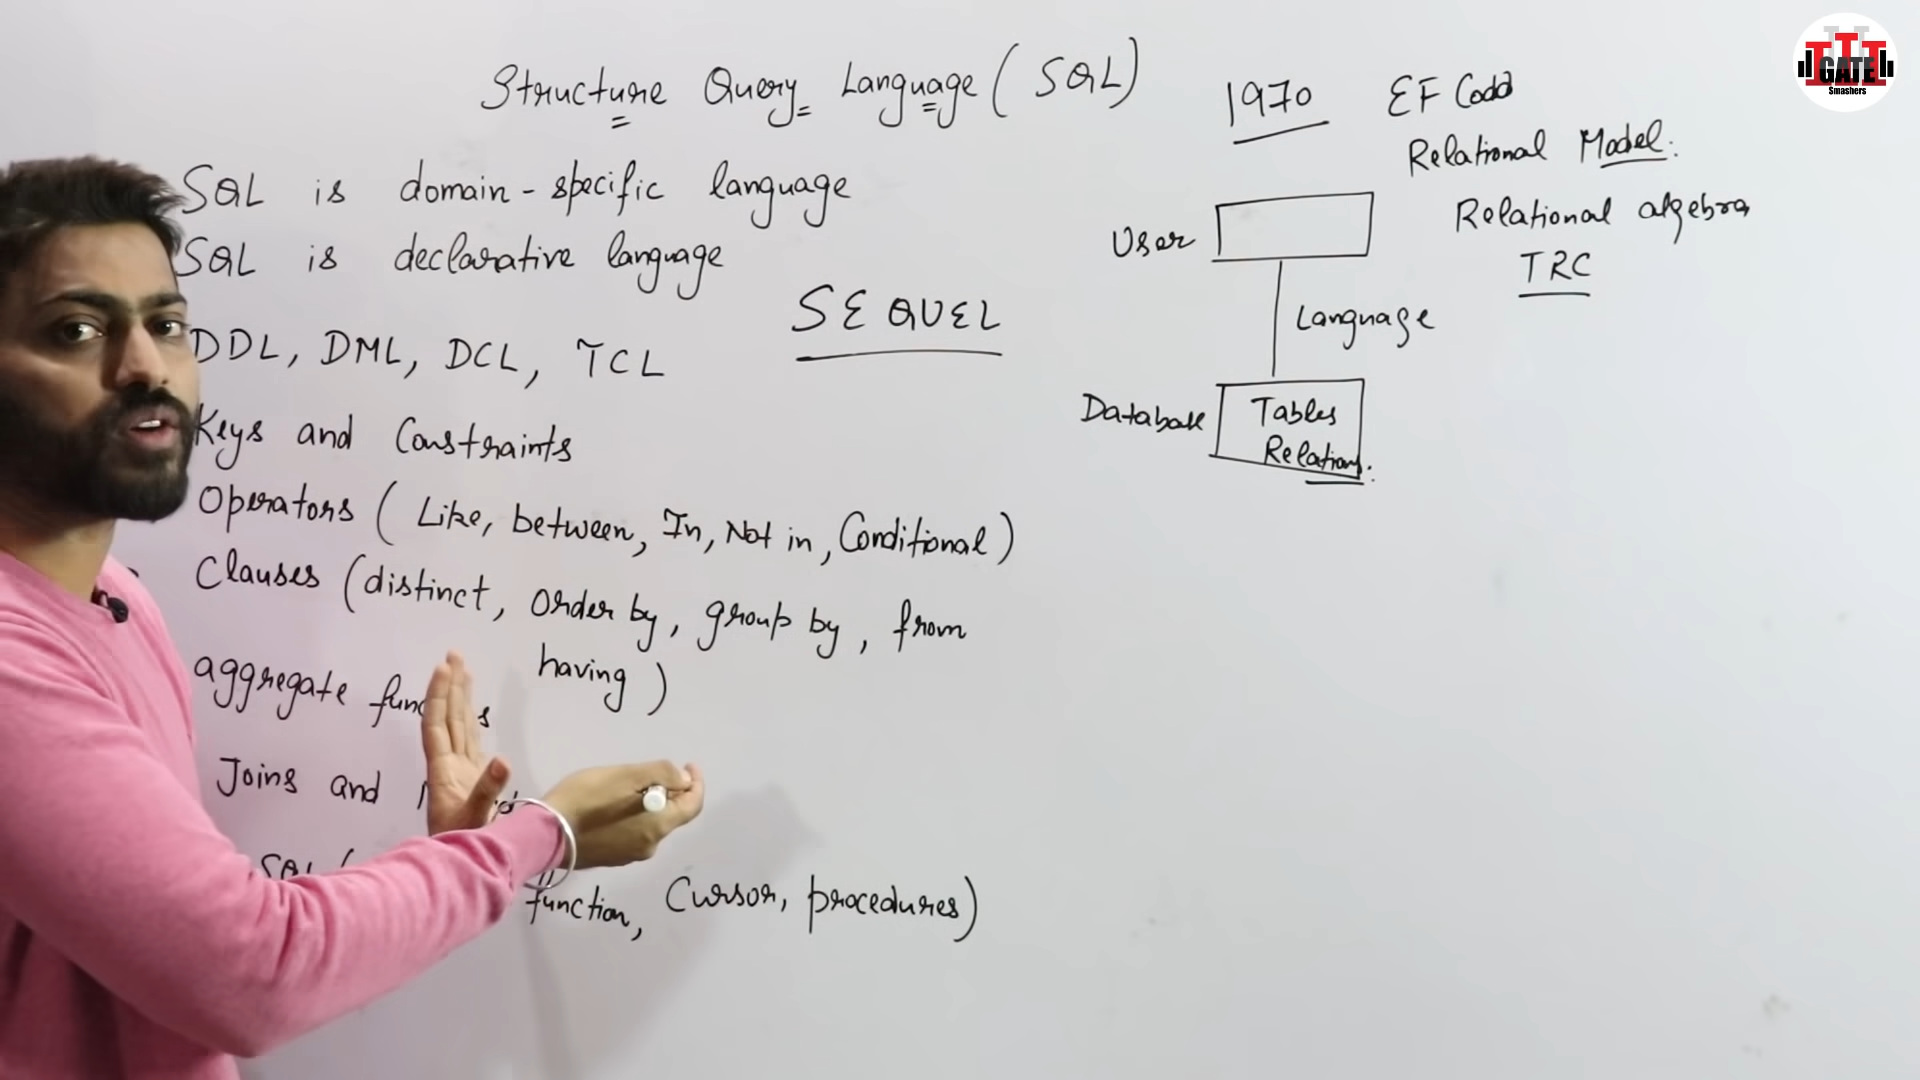 Structure Query Language (SQL)
SQL is domain-specific language
SQL is declarative language
SEQUEL
DDL, DML, DCL, TCL
Keys and Constraints
Operators (Like, between, In, Not in, Conditional)
Clauses (distinct, Order by, group by, from
having)
aggregate
Joins and
SQL (
function, Cursor, procedures)
1970 EF Codd
Relational Model.
Relational algebra
TRC
User
Language
Database
Tables
Relations.
GATE
Smashers